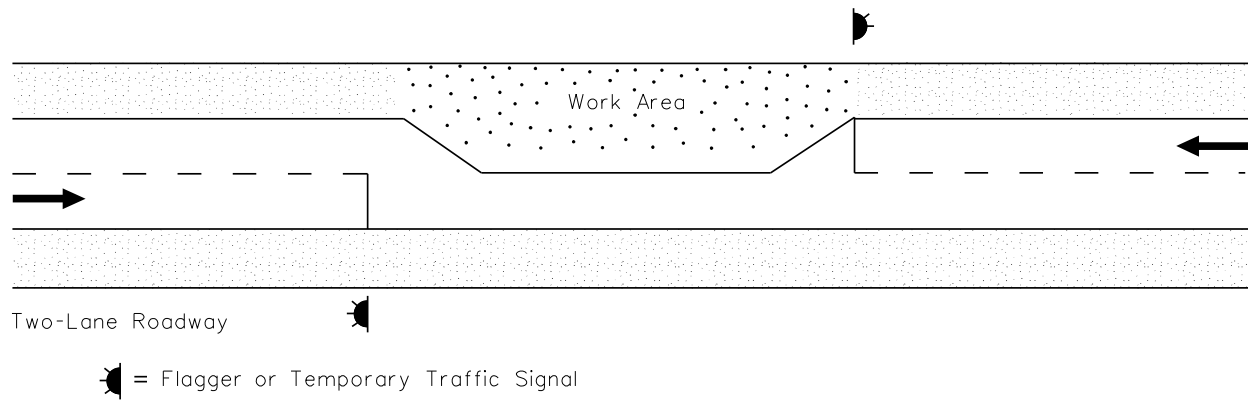 Work Area
Two-Lane Roadway
= Flagger or Temporary Traffic Signal